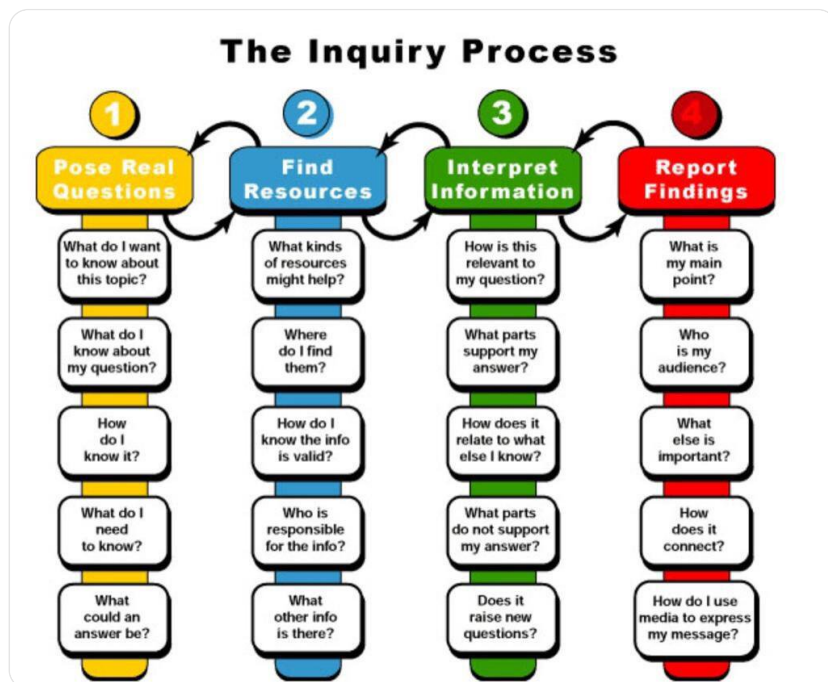 The Inquiry Process
1
2
3
4
Pose Real
Questions
Find
Resources
Interpret
Information
Report
Findings
What do I want
to know about
this topic?
What do I
know about
my question?
How
do I
know it?
What do I
need
to know?
What
could an
answer be?
What kinds
of resources
might help?
Where
do I find
them?
How do I
know the info
is valid?
Who is
responsible
for the info?
What
other info
is there?
How is this
relevant to
my question?
What parts
support my
answer?
How does it
relate to what
else I know?
What parts
do not support
my answer?
Does it
raise new
questions?
What is
my main
point?
Who
is my
audience?
What
else is
important?
How
does it
connect?
How do I use
media to express
my message?